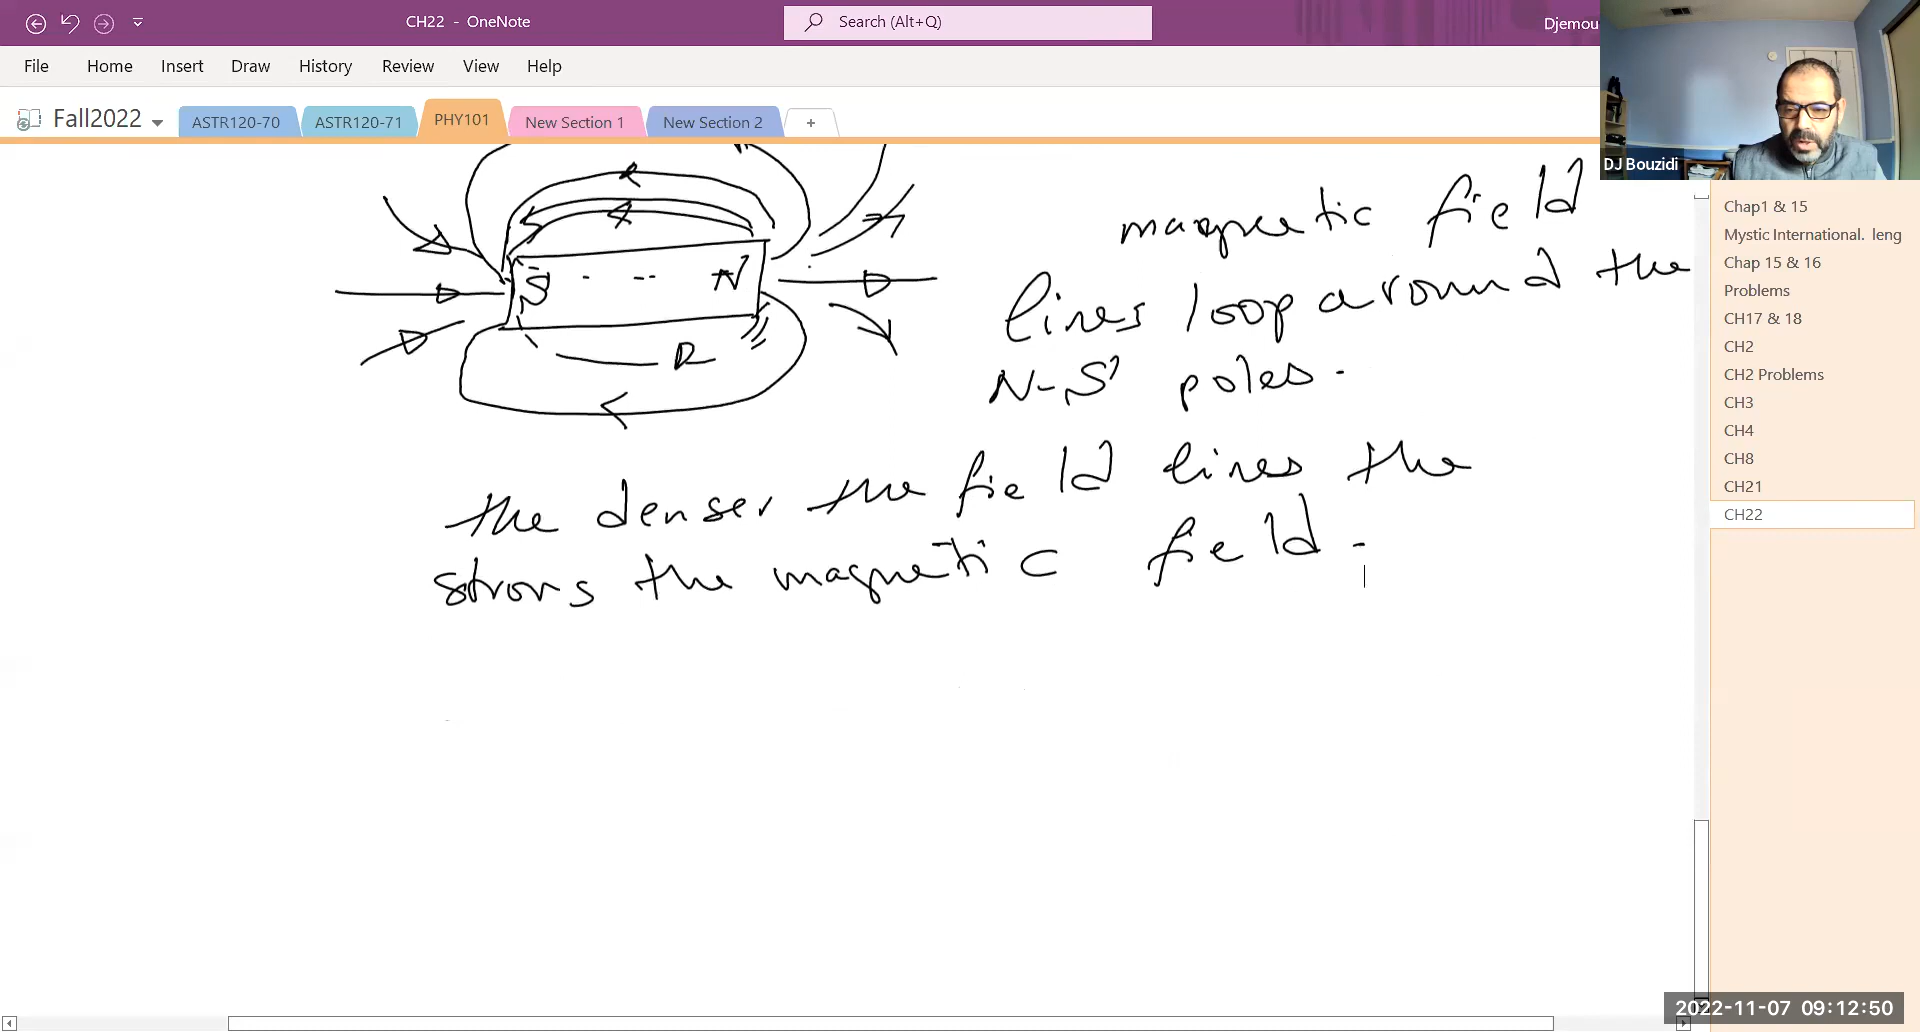 CH22 - OneNote
Search (Alt+Q)
Djemou
File Home Insert Draw History Review View Help
Fall2022
ASTR120-70
ASTR120-71
PHY101
New Section 1
New Section 2
+
DJ Bouzidi
Chap1 & 15
Mystic International. leng
Chap 15 & 16
Problems
CH17 & 18
CH2
CH2 Problems
CH3
CH4
CH8
CH21
CH22
S N
magnetic field
lines loop around the
N-S poles.
the denser the field lines the
strong the magnetic field.
2022-11-07 09:12:50